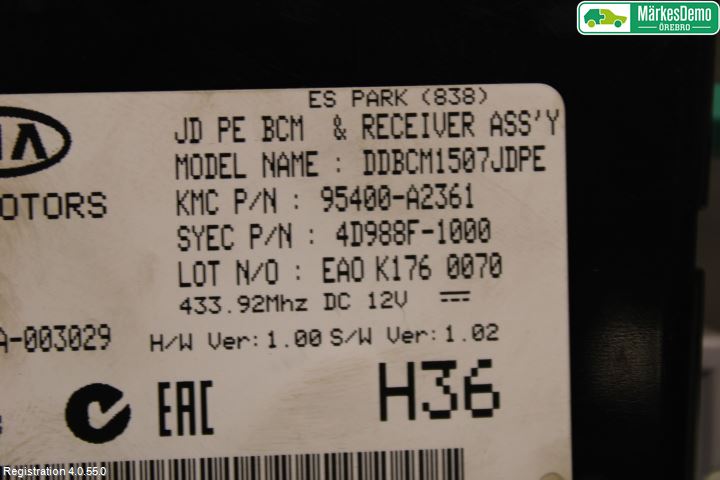 MärkesDemo
ÖREBRO
ES PARK (838)
JD PE BCM & RECEIVER ASS'Y
MODEL NAME : DDBCM1507JDPE
OTORS
KMC P/N : 95400-A2361
SYEC P/N : 4D988F-1000
LOT N/O : EAO K176 0070
433.92Mhz DC 12V
A-003029
H/W Ver:1.00 S/W Ver:1.02
EAC
H36
Registration 4.0.55.0